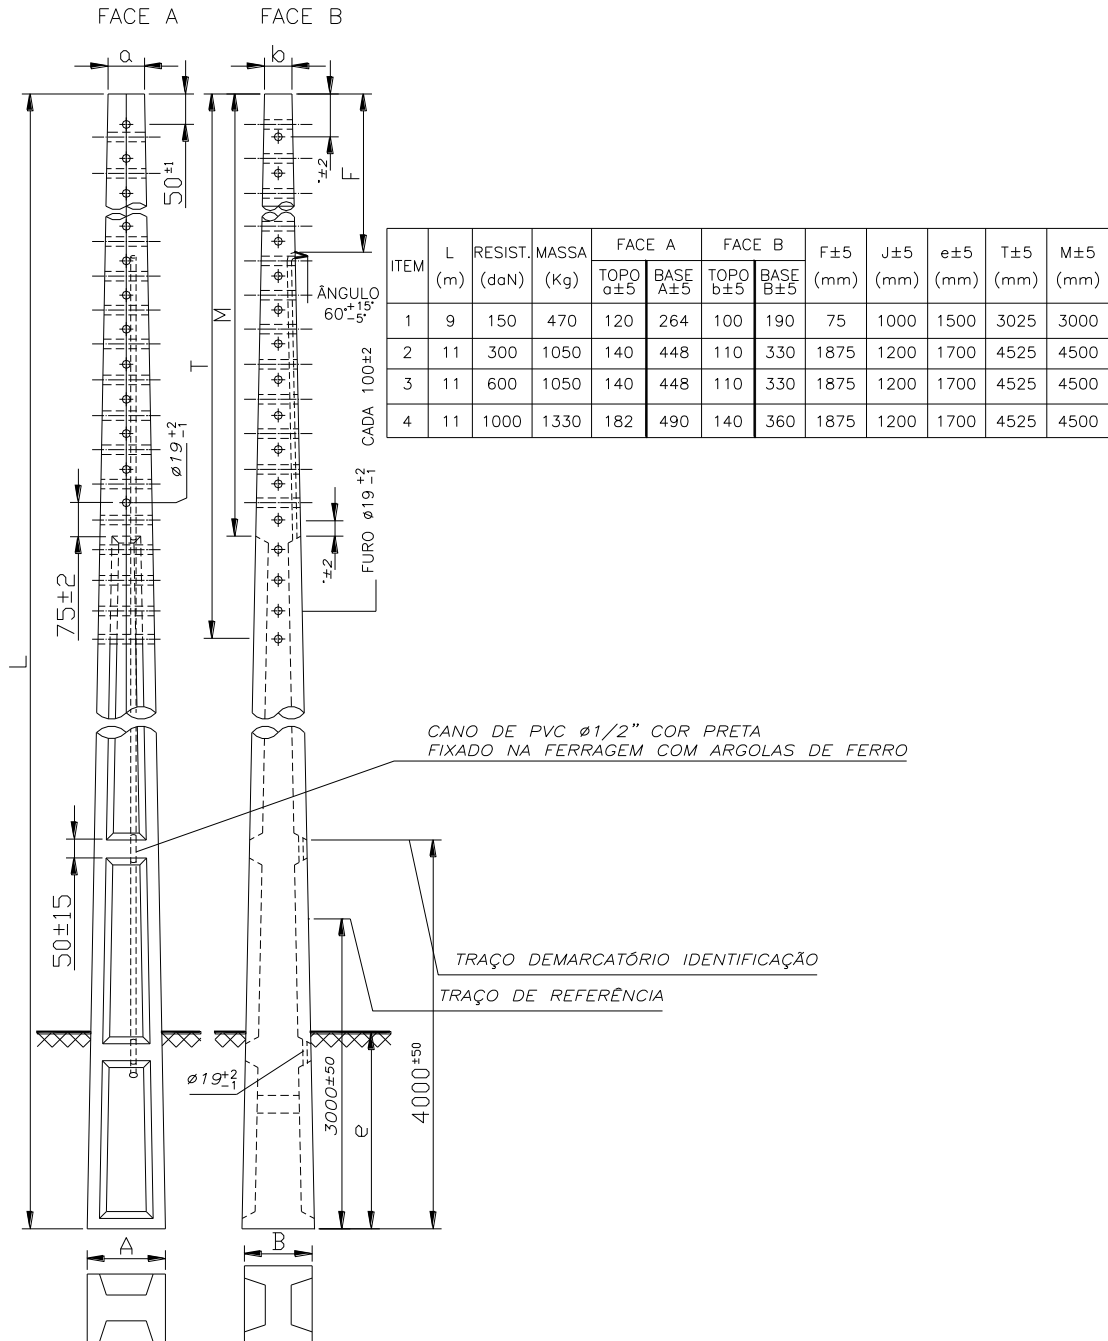 FACE A
FACE B
a
b
50±1
*±2
F
M
T
L
ÂNGULO
60°+15°
-5°
FURO ø19 +2 -1 CADA 100±2
ø19 +2 -1
75±2
*±2
ITEM L (m) RESIST. (daN) MASSA (Kg) FACE A TOPO a±5 BASE A±5 FACE B TOPO b±5 BASE B±5 F±5 (mm) J±5 (mm) e±5 (mm) T±5 (mm) M±5 (mm)
1 9 150 470 120 264 100 190 75 1000 1500 3025 3000
2 11 300 1050 140 448 110 330 1875 1200 1700 4525 4500
3 11 600 1050 140 448 110 330 1875 1200 1700 4525 4500
4 11 1000 1330 182 490 140 360 1875 1200 1700 4525 4500
CANO DE PVC ø1/2" COR PRETA
FIXADO NA FERRAGEM COM ARGOLAS DE FERRO
50±15
TRAÇO DEMARCATÓRIO IDENTIFICAÇÃO
TRAÇO DE REFERÊNCIA
ø19 +2 -1
3000±50
e
4000±50
A
B